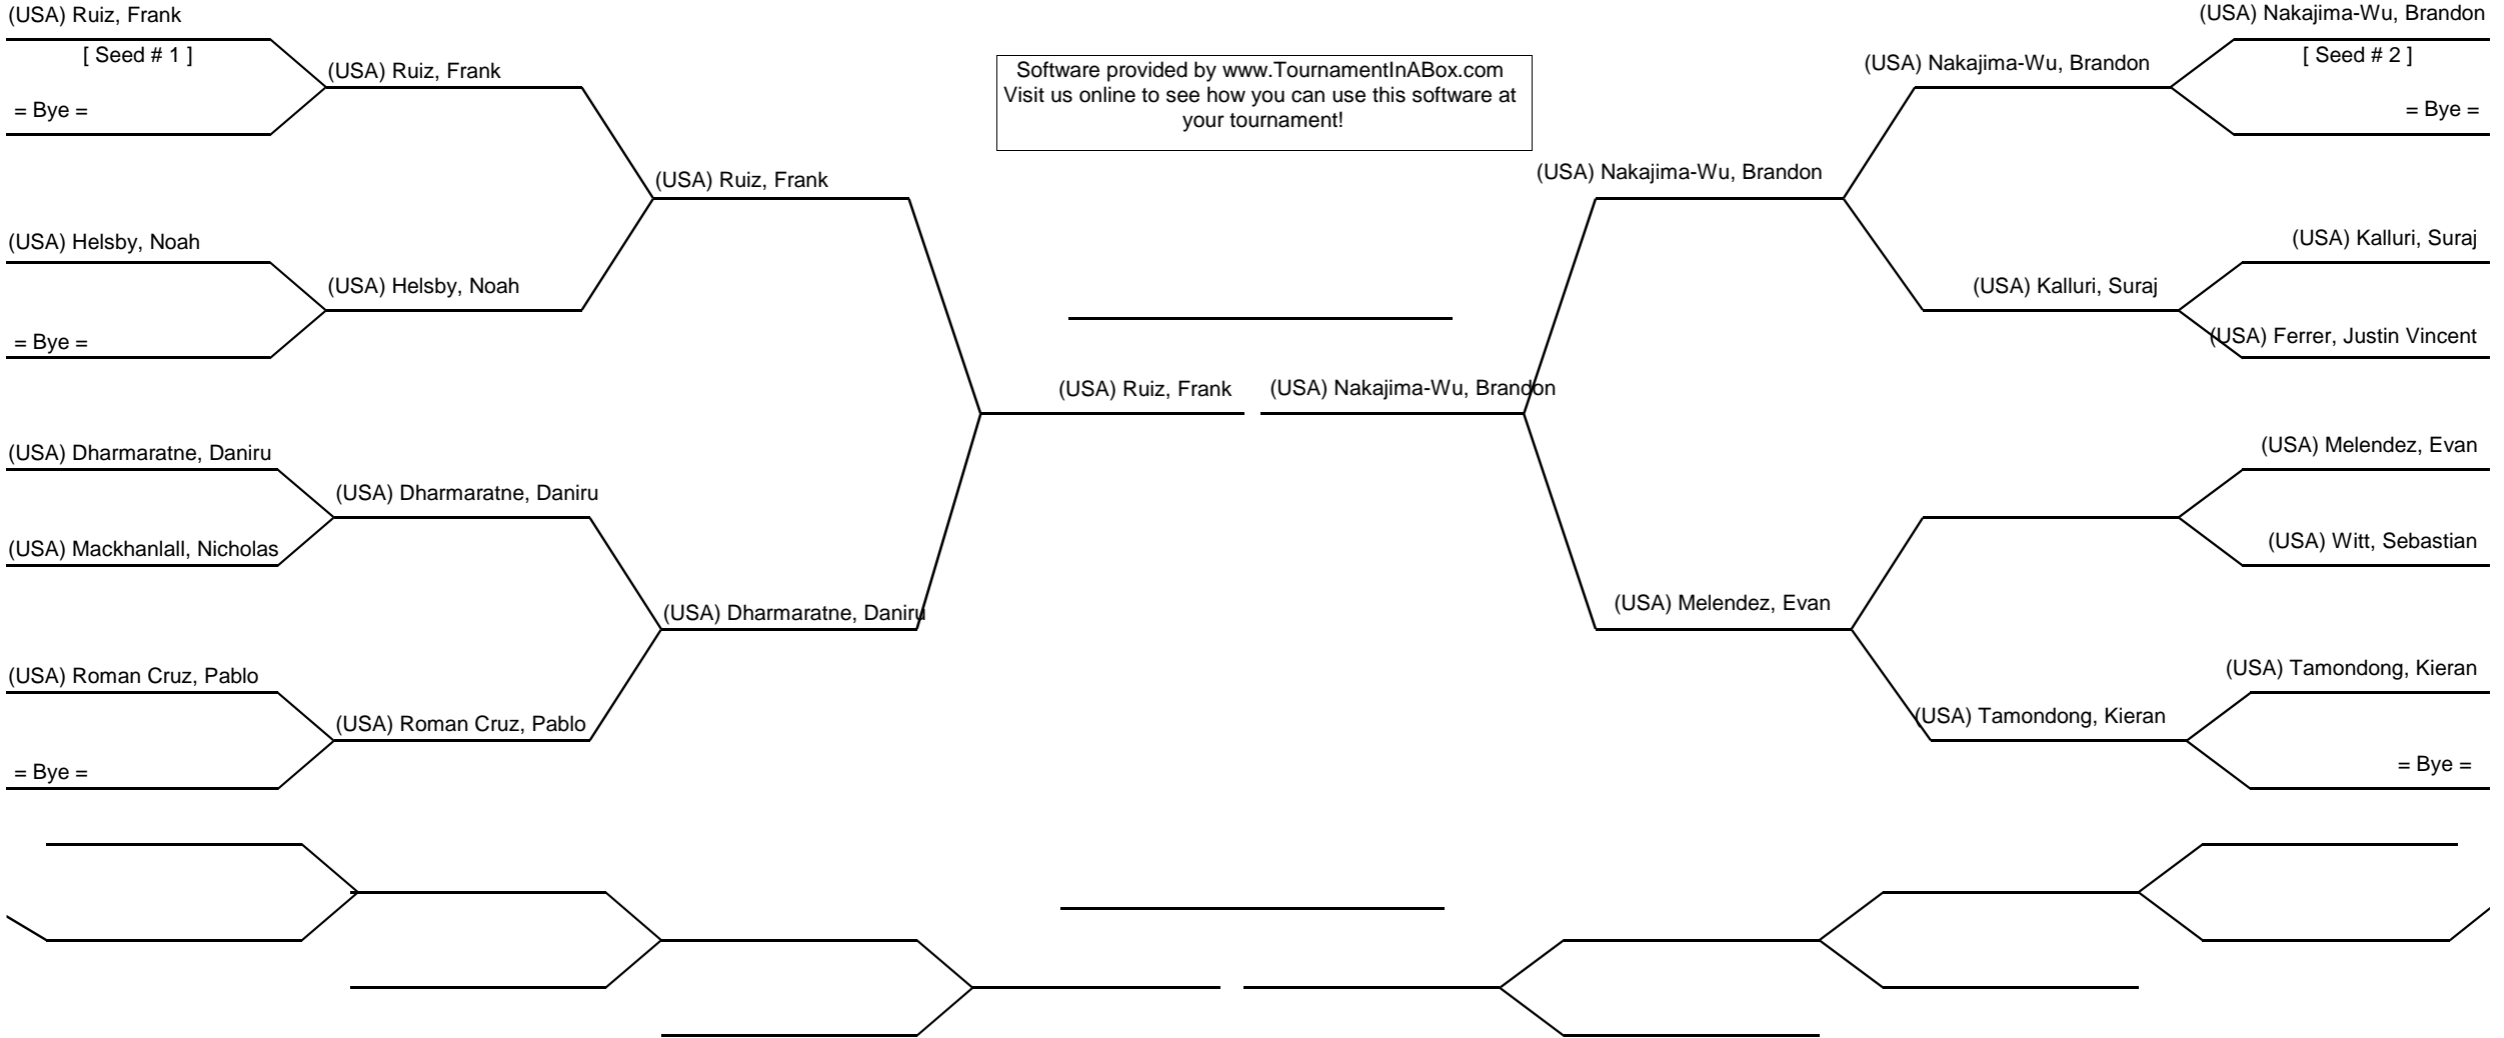 (USA) Ruiz, Frank
[ Seed # 1 ]
(USA) Ruiz, Frank
= Bye =
(USA) Ruiz, Frank
(USA) Helsby, Noah
(USA) Helsby, Noah
= Bye =
(USA) Dharmaratne, Daniru
(USA) Dharmaratne, Daniru
(USA) Mackhanlall, Nicholas
(USA) Dharmaratne, Daniru
(USA) Roman Cruz, Pablo
(USA) Roman Cruz, Pablo
= Bye =
Software provided by www.TournamentInABox.com
Visit us online to see how you can use this software at
your tournament!
(USA) Ruiz, Frank
(USA) Nakajima-Wu, Brandon
(USA) Nakajima-Wu, Brandon
[ Seed # 2 ]
(USA) Nakajima-Wu, Brandon
= Bye =
(USA) Nakajima-Wu, Brandon
(USA) Kalluri, Suraj
(USA) Kalluri, Suraj
(USA) Ferrer, Justin Vincent
(USA) Melendez, Evan
(USA) Witt, Sebastian
(USA) Melendez, Evan
(USA) Tamondong, Kieran
(USA) Tamondong, Kieran
= Bye =